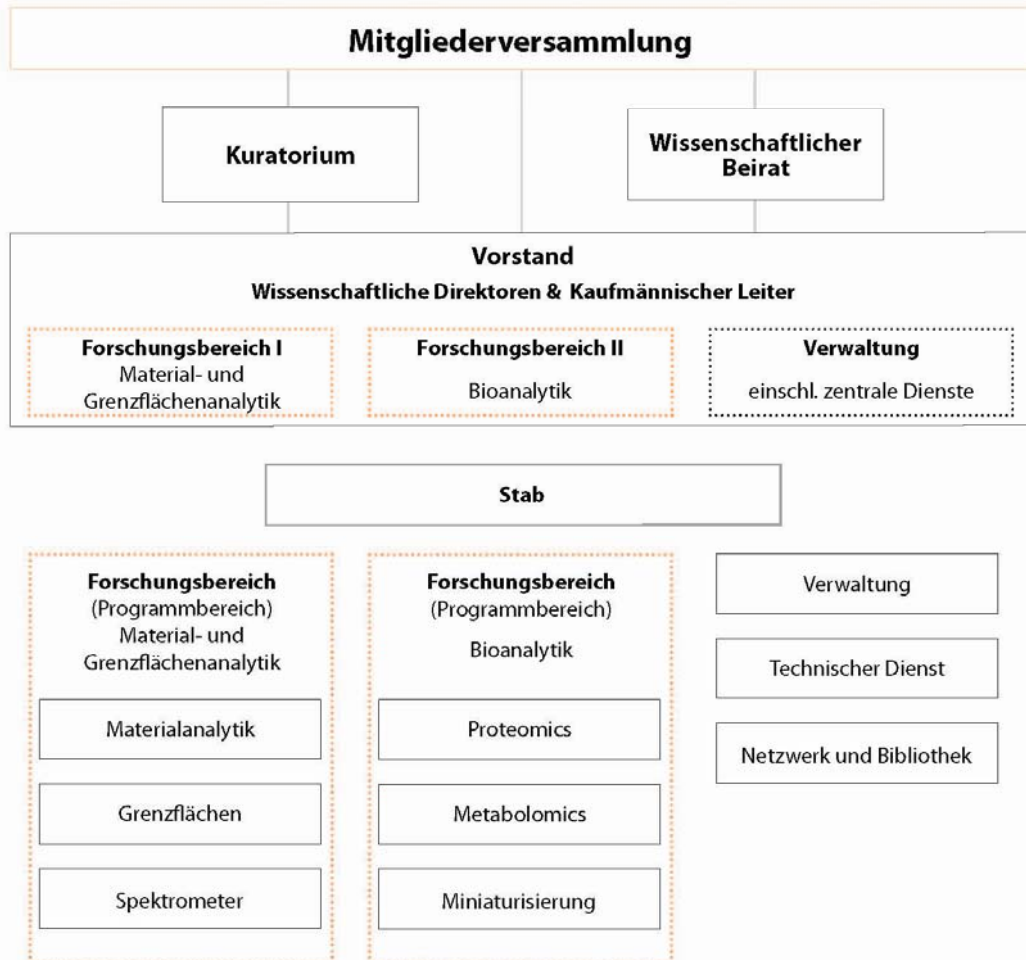 Mitgliederversammlung
Kuratorium
Wissenschaftlicher
Beirat
Vorstand
Wissenschaftliche Direktoren & Kaufmännischer Leiter
Forschungsbereich I
Material- und
Grenzflächenanalytik
Forschungsbereich II
Bioanalytik
Verwaltung
einschl. zentrale Dienste
Stab
Forschungsbereich
(Programmbereich)
Material- und
Grenzflächenanalytik
Materialanalytik
Grenzflächen
Spektrometer
Forschungsbereich
(Programmbereich)
Bioanalytik
Proteomics
Metabolomics
Miniaturisierung
Verwaltung
Technischer Dienst
Netzwerk und Bibliothek